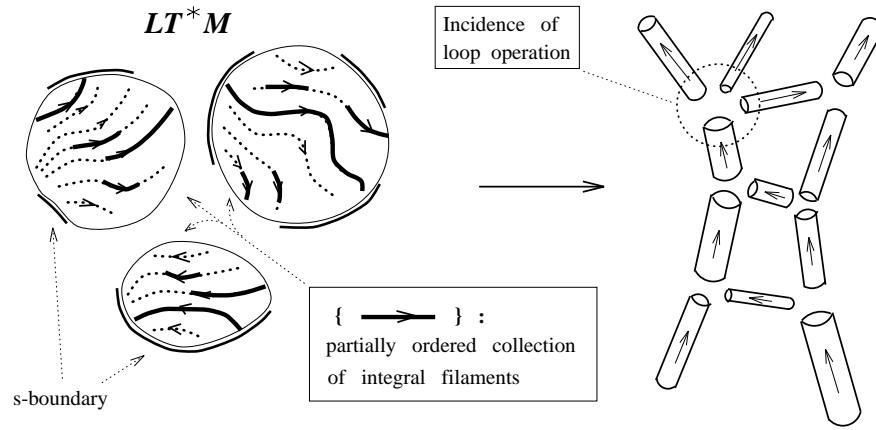 LT*M
Incidence of
loop operation
{ } :
partially ordered collection
of integral filaments
s-boundary